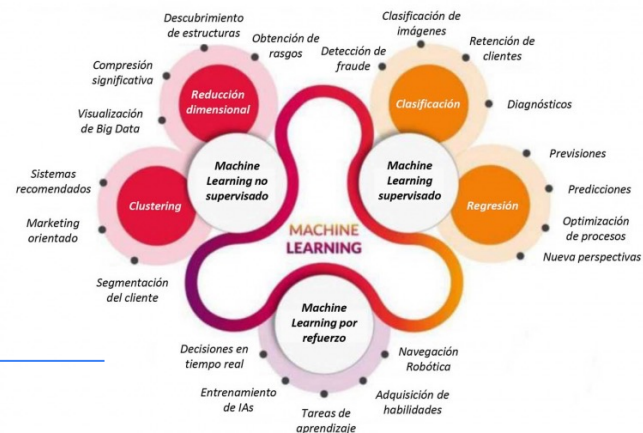 Descubrimiento
de estructuras
Obtención de
rasgos
Compresión
significativa
Visualización
de Big Data
Reducción
dimensional
Sistemas
recomendados
Marketing
orientado
Segmentación
del cliente
Clustering
Machine
Learning no
supervisado
Clasificación de
imágenes
Detección de
fraude
Retención de
clientes
Diagnósticos
Clasificación
Machine
Learning
supervisado
Regresión
Previsiones
Predicciones
Optimización
de procesos
Nueva perspectivas
MACHINE
LEARNING
Machine
Learning por
refuerzo
Decisiones en
tiempo real
Entrenamiento
de IAs
Tareas de
aprendizaje
Adquisición de
habilidades
Navegación
Robótica